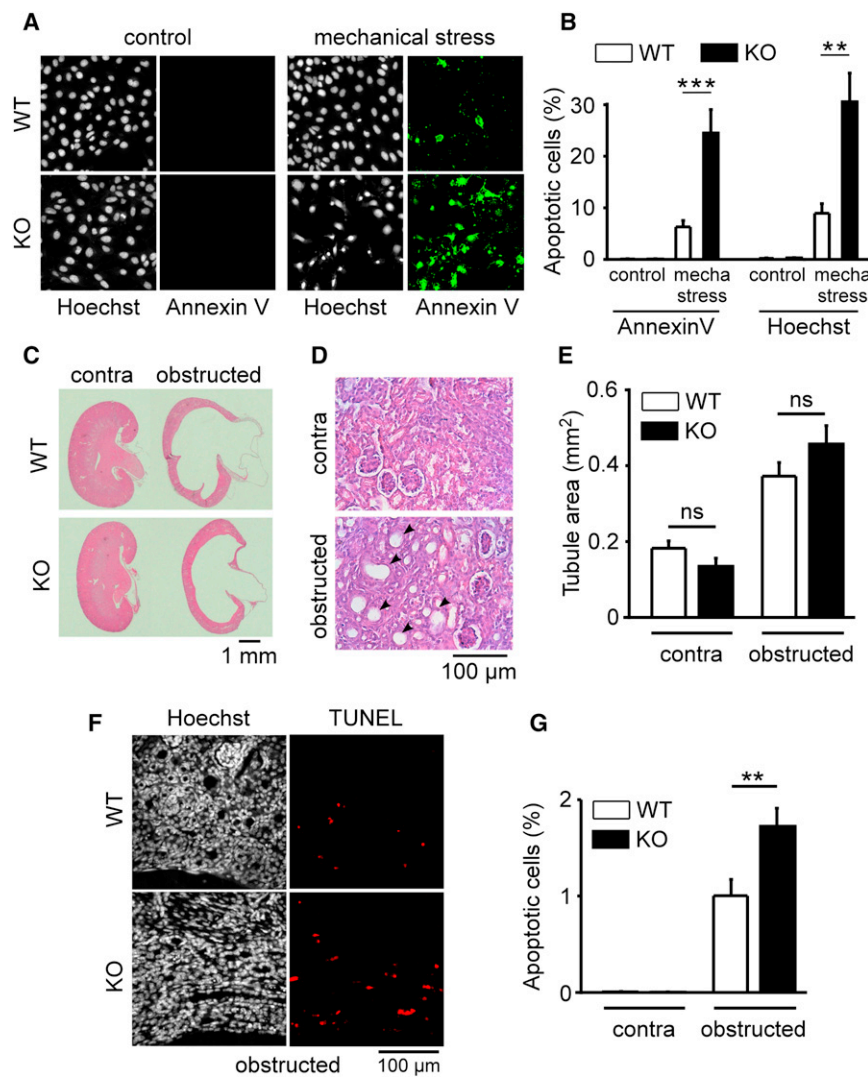 A
control
mechanical stress
WT
KO
Hoechst
Annexin V
Hoechst
Annexin V
B
WT
KO
***
**
Apoptotic cells (%)
30
20
10
0
control
mecha
stress
control
mecha
stress
AnnexinV
Hoechst
C
contra
obstructed
WT
KO
1 mm
D
contra
obstructed
100 µm
E
WT
KO
ns
ns
Tubule area (mm²)
0.6
0.4
0.2
0
contra
obstructed
F
Hoechst
TUNEL
WT
KO
obstructed
100 µm
G
WT
KO
**
Apoptotic cells (%)
2
1
0
contra
obstructed